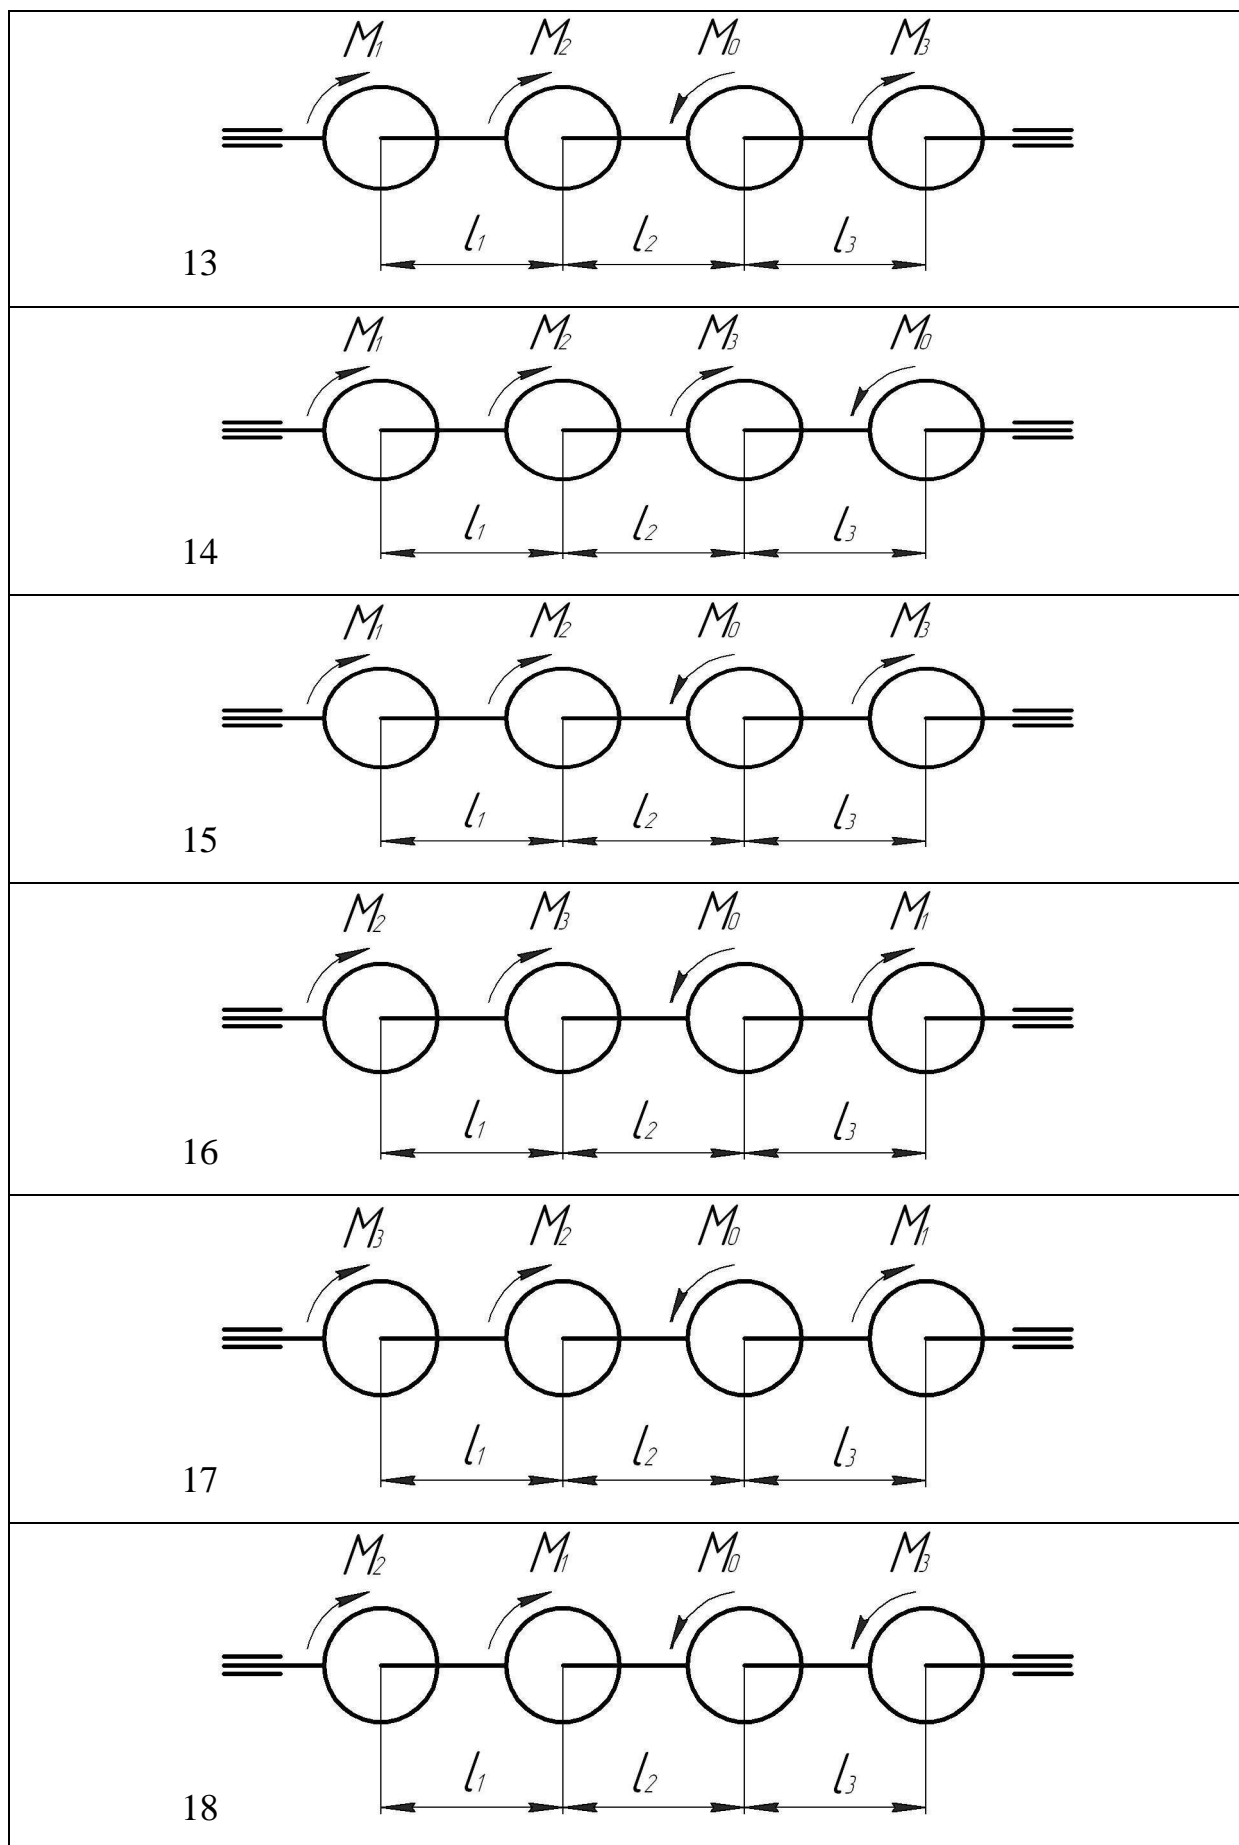 M₁ M₂ M₀ M₃
l₁ l₂ l₃
13
M₁ M₂ M₃ M₀
l₁ l₂ l₃
14
M₁ M₂ M₀ M₃
l₁ l₂ l₃
15
M₂ M₃ M₀ M₁
l₁ l₂ l₃
16
M₃ M₂ M₀ M₁
l₁ l₂ l₃
17
M₂ M₁ M₀ M₃
l₁ l₂ l₃
18